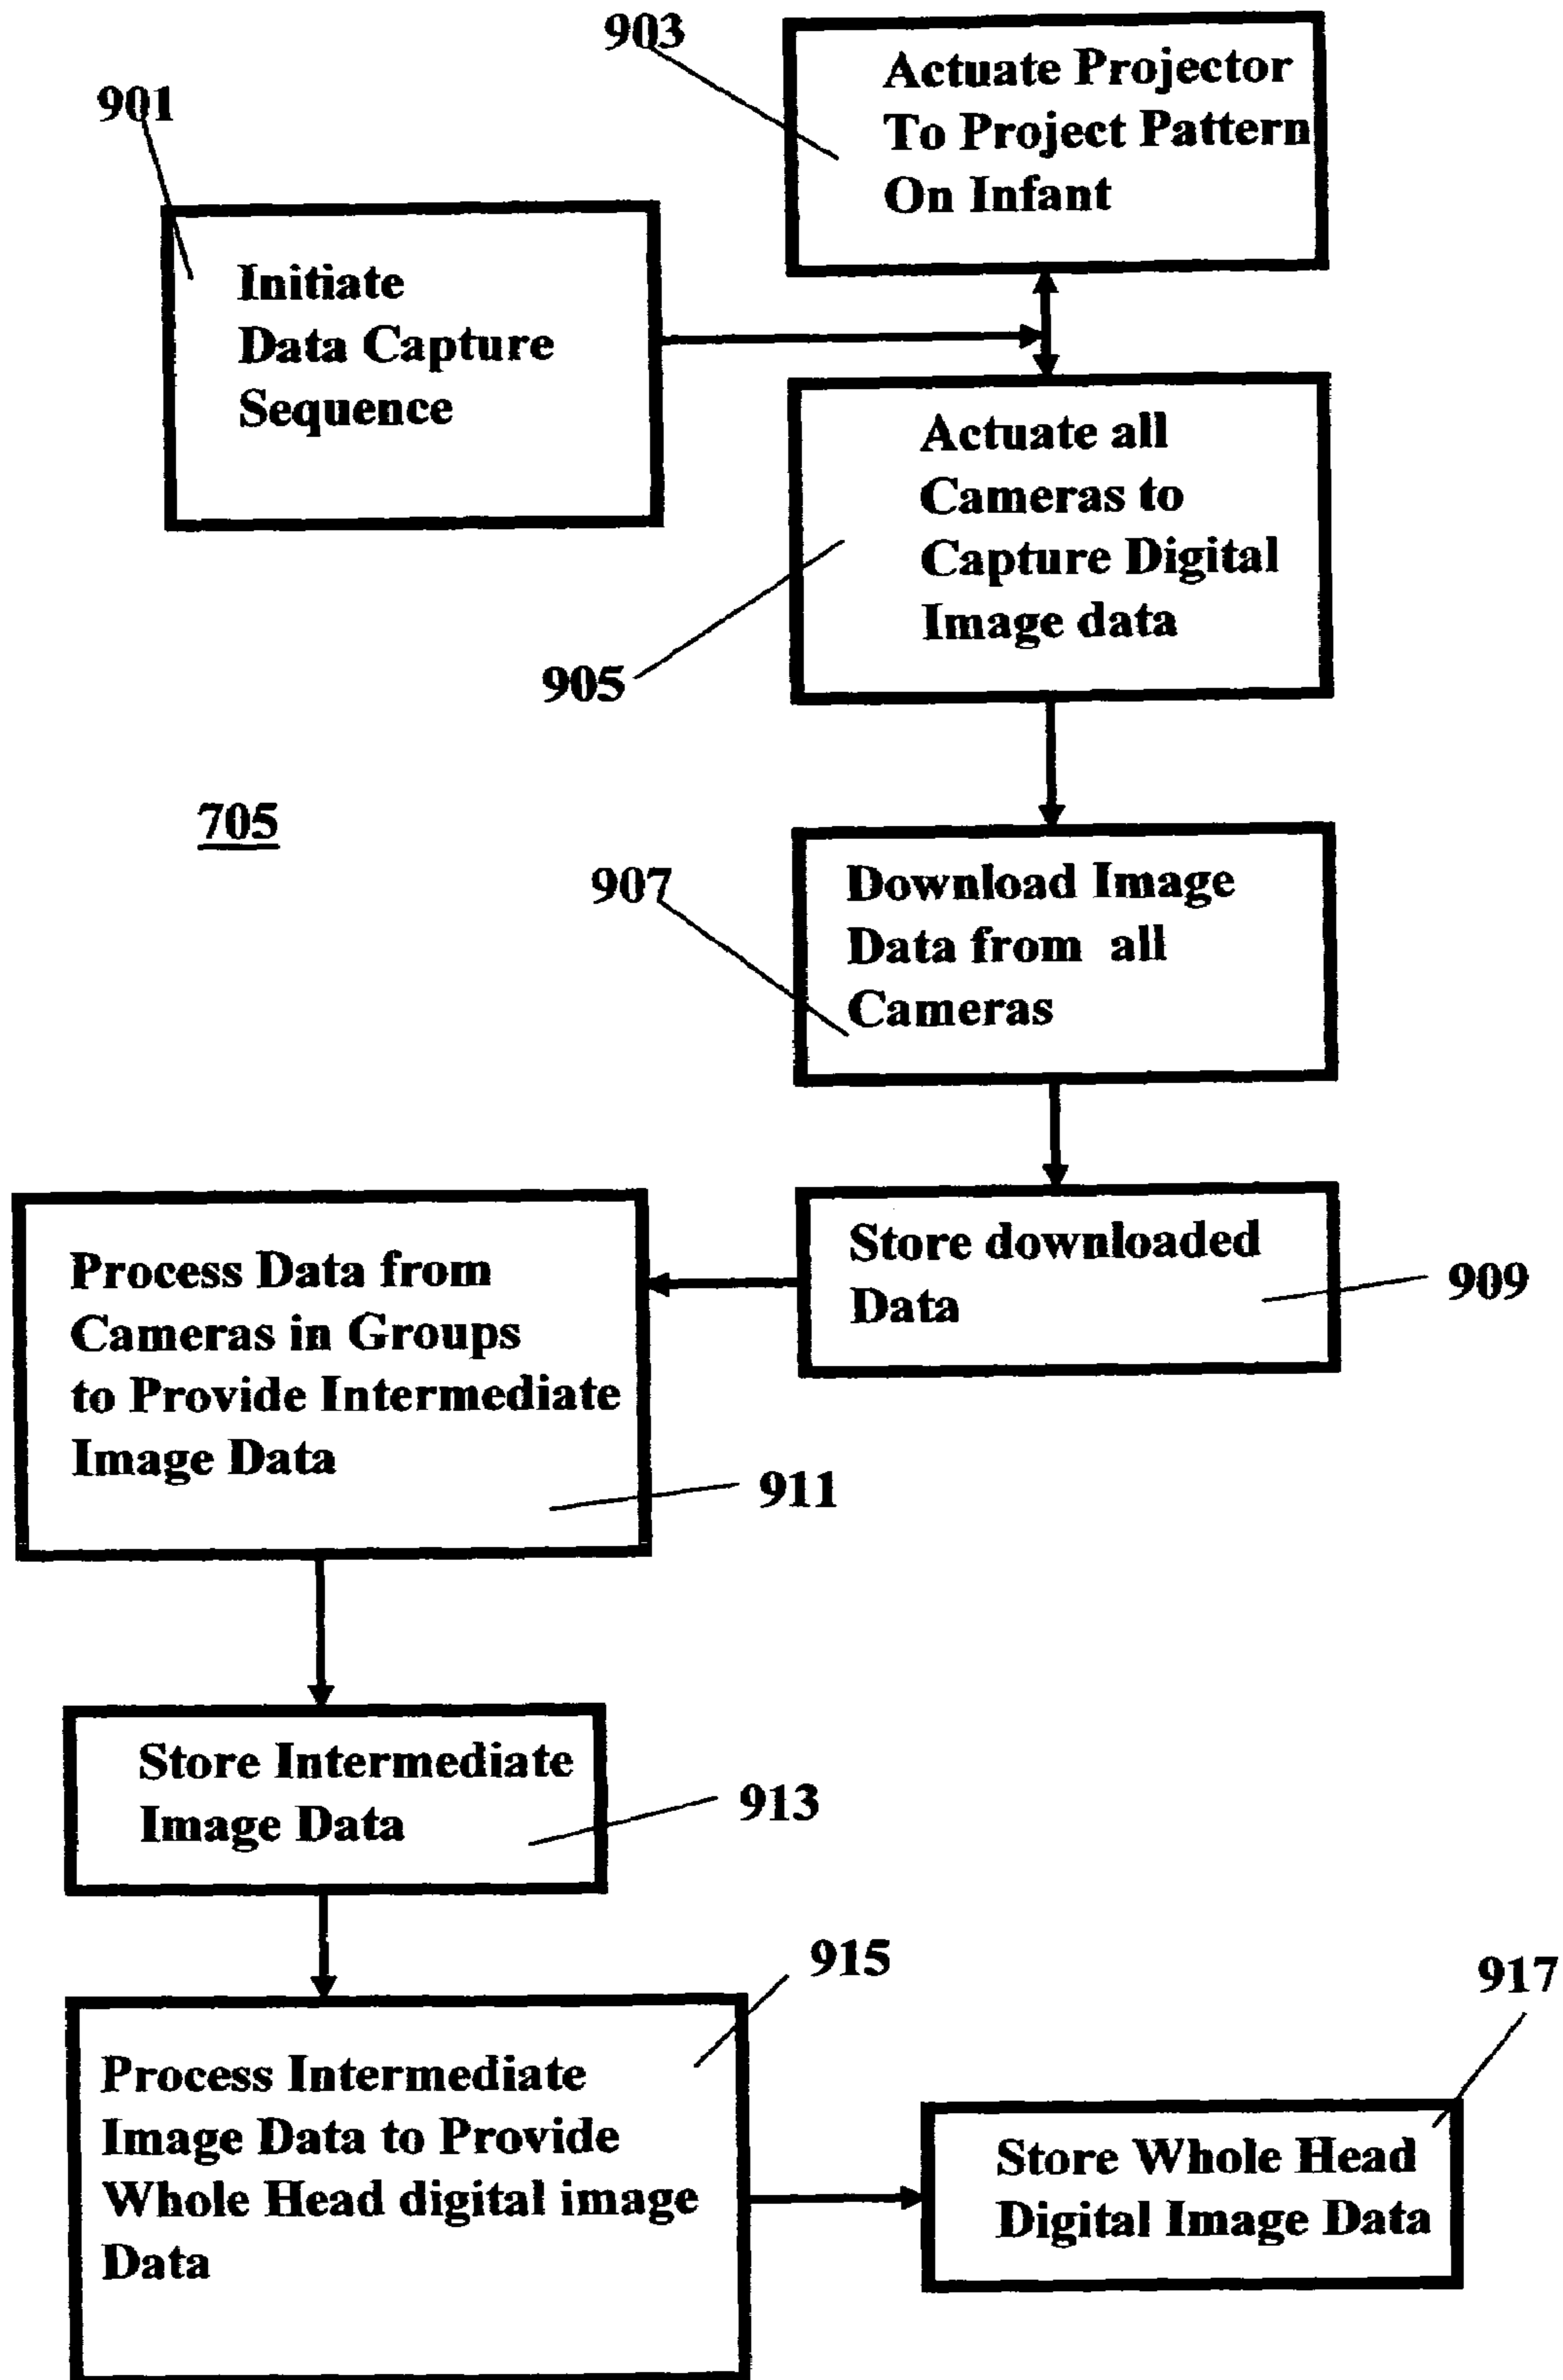 903
Actuate Projector
To Project Pattern
On Infant
901
Initiate
Data Capture
Sequence
Actuate all
Cameras to
Capture Digital
Image data
905
705
907
Download Image
Data from all
Cameras
Store downloaded
Data
909
Process Data from
Cameras in Groups
to Provide Intermediate
Image Data
911
Store Intermediate
Image Data
913
915
Process Intermediate
Image Data to Provide
Whole Head digital image
Data
917
Store Whole Head
Digital Image Data